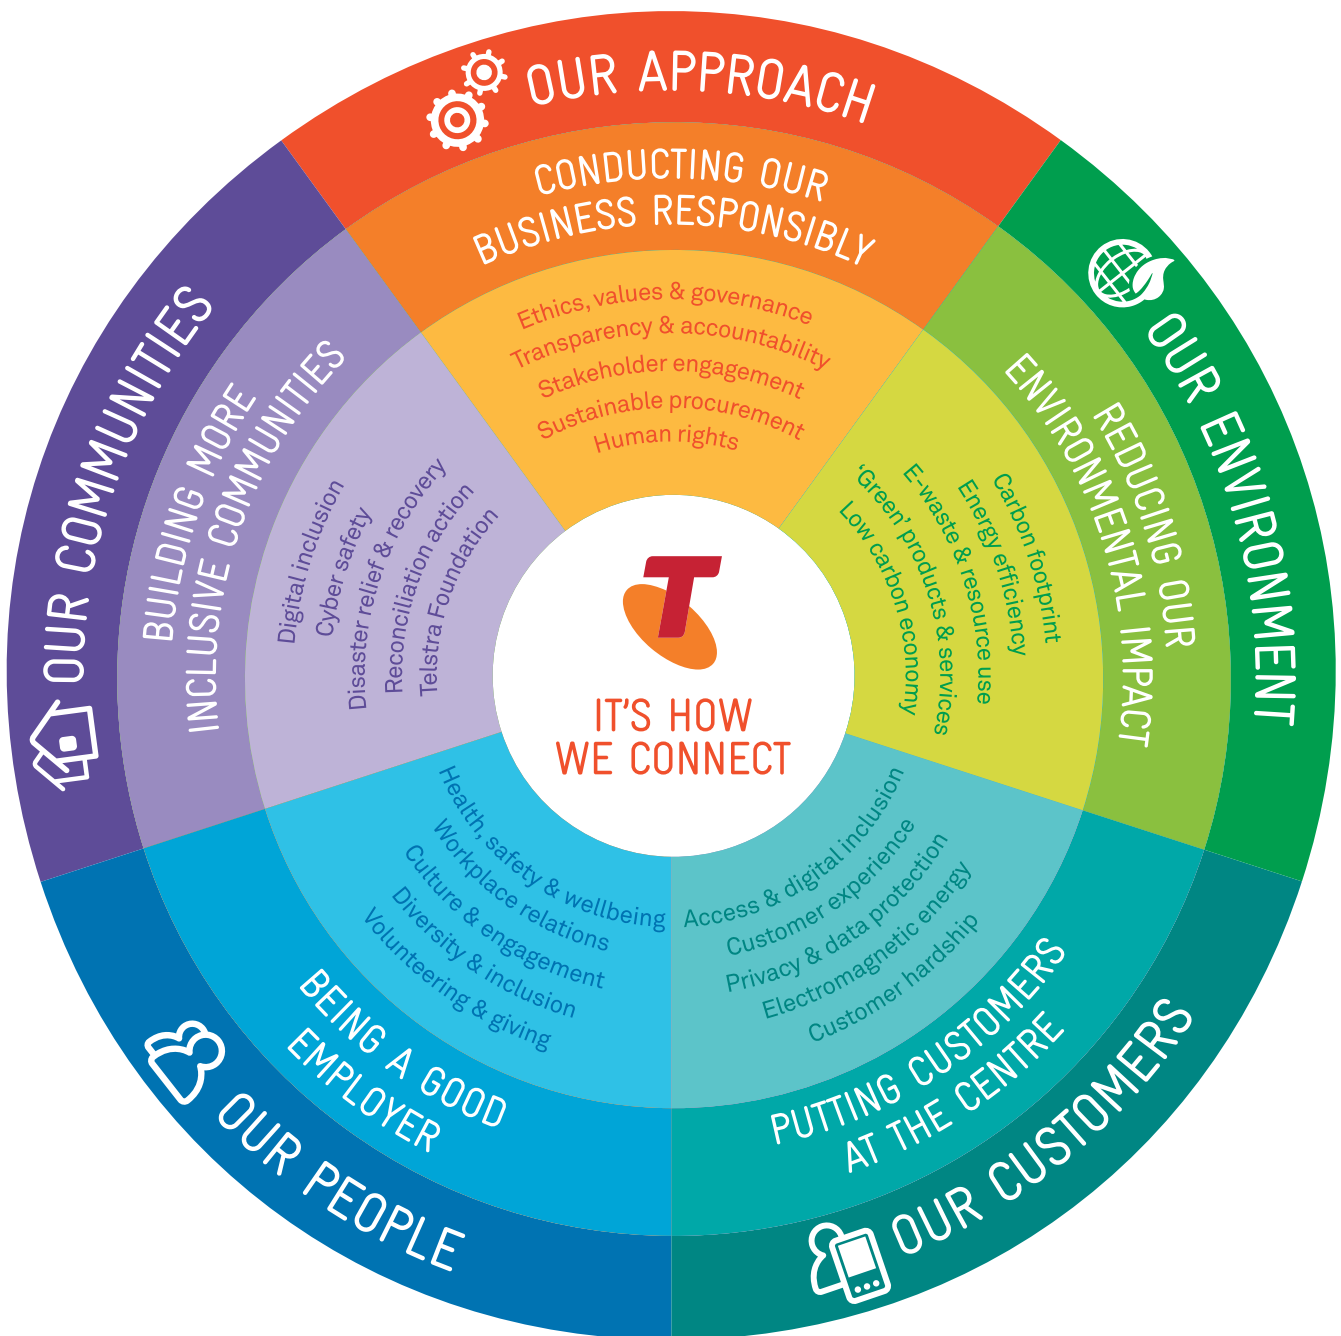 OUR APPROACH
CONDUCTING OUR
BUSINESS RESPONSIBLY
Ethics, values & governance
Transparency & accountability
Stakeholder engagement
Sustainable procurement
Human rights
OUR ENVIRONMENT
REDUCING OUR
ENVIRONMENTAL IMPACT
Carbon footprint
Energy efficiency
E-waste & resource use
‘Green’ products & services
Low carbon economy
OUR CUSTOMERS
PUTTING CUSTOMERS
AT THE CENTRE
Access & digital inclusion
Customer experience
Privacy & data protection
Electromagnetic energy
Customer hardship
OUR PEOPLE
BEING A GOOD
EMPLOYER
Health, safety & wellbeing
Workplace relations
Culture & engagement
Diversity & inclusion
Volunteering & giving
OUR COMMUNITIES
BUILDING MORE
INCLUSIVE COMMUNITIES
Digital inclusion
Cyber safety
Disaster relief & recovery
Reconciliation action
Telstra Foundation
T
IT’S HOW
WE CONNECT